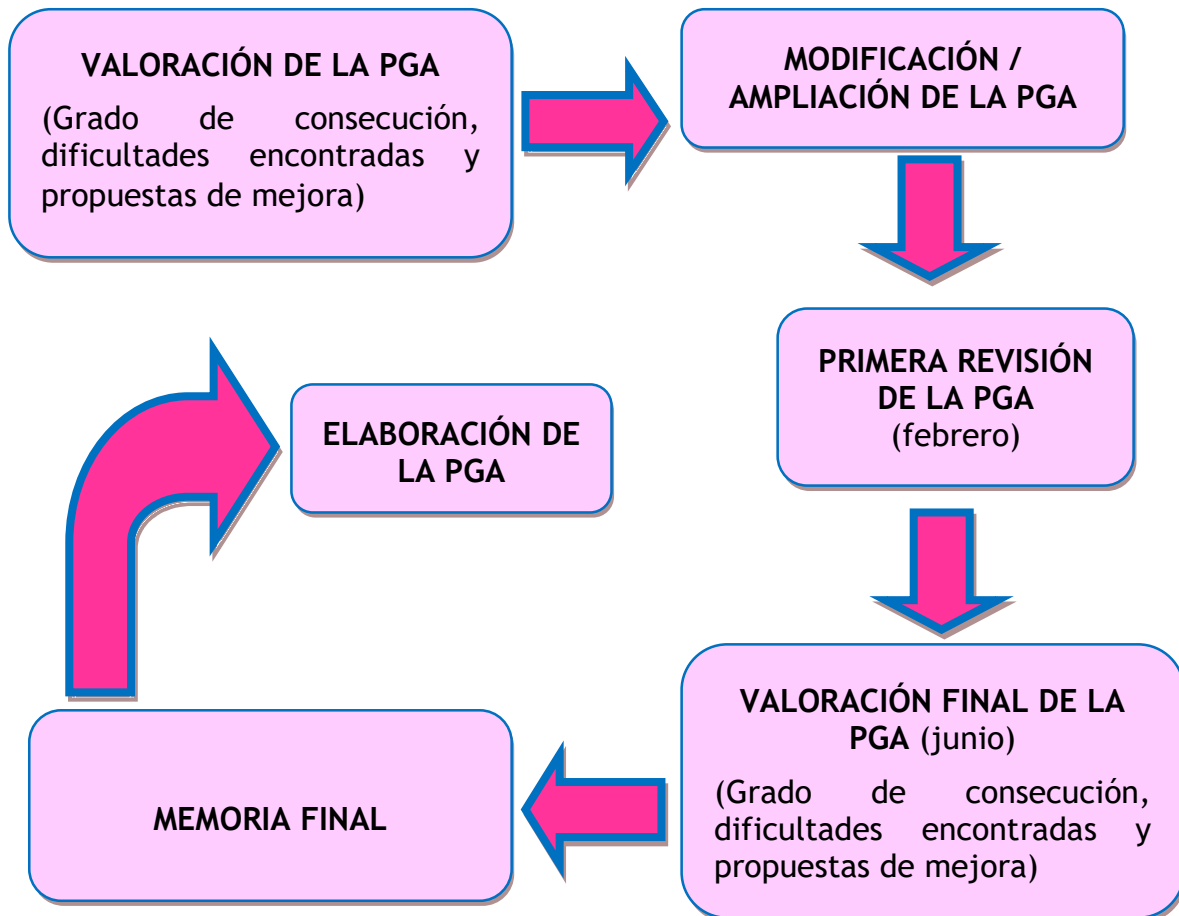 VALORACIÓN DE LA PGA
(Grado de consecución,
dificultades encontradas y
propuestas de mejora)
MODIFICACIÓN /
AMPLIACIÓN DE LA PGA
PRIMERA REVISIÓN
DE LA PGA
(febrero)
ELABORACIÓN DE
LA PGA
VALORACIÓN FINAL DE LA
PGA (junio)
(Grado de consecución,
dificultades encontradas y
propuestas de mejora)
MEMORIA FINAL